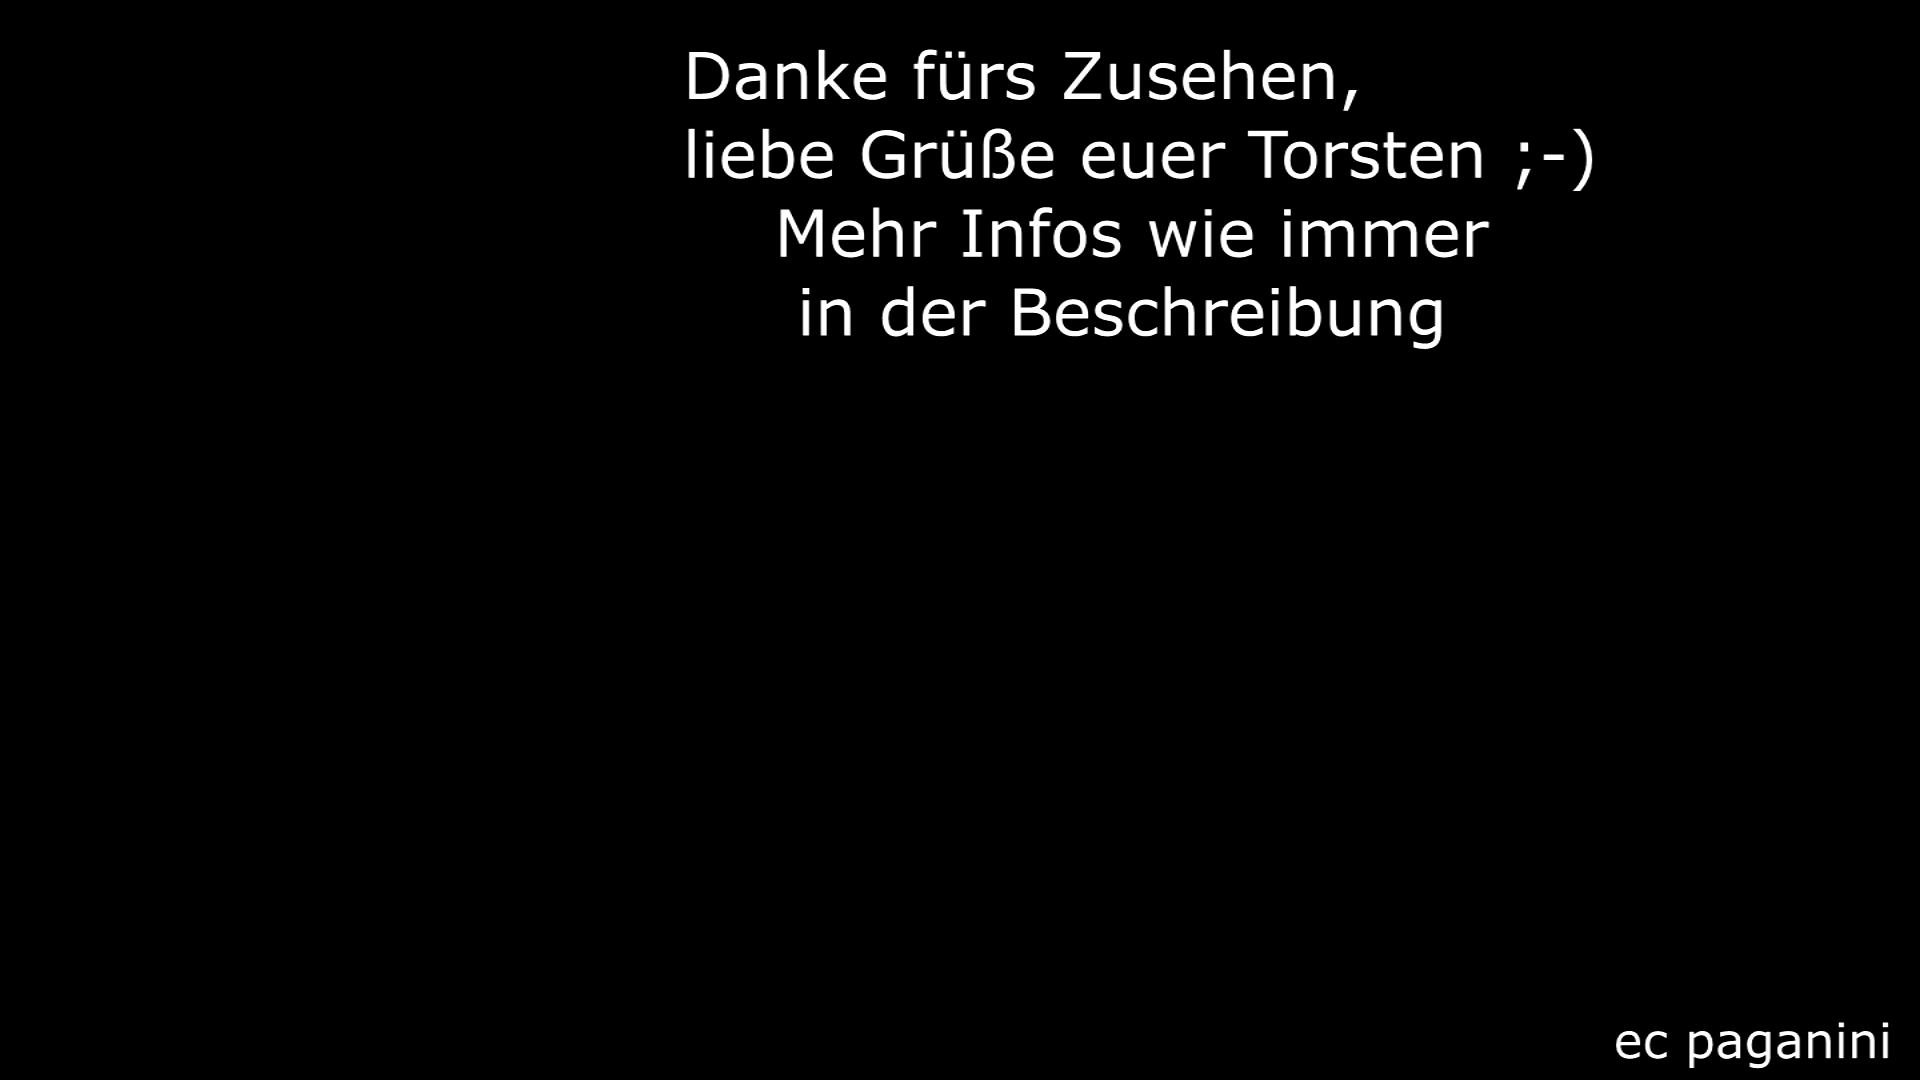 Danke fürs Zusehen,
liebe Grüße euer Torsten ;-)
Mehr Infos wie immer
in der Beschreibung
ec paganini